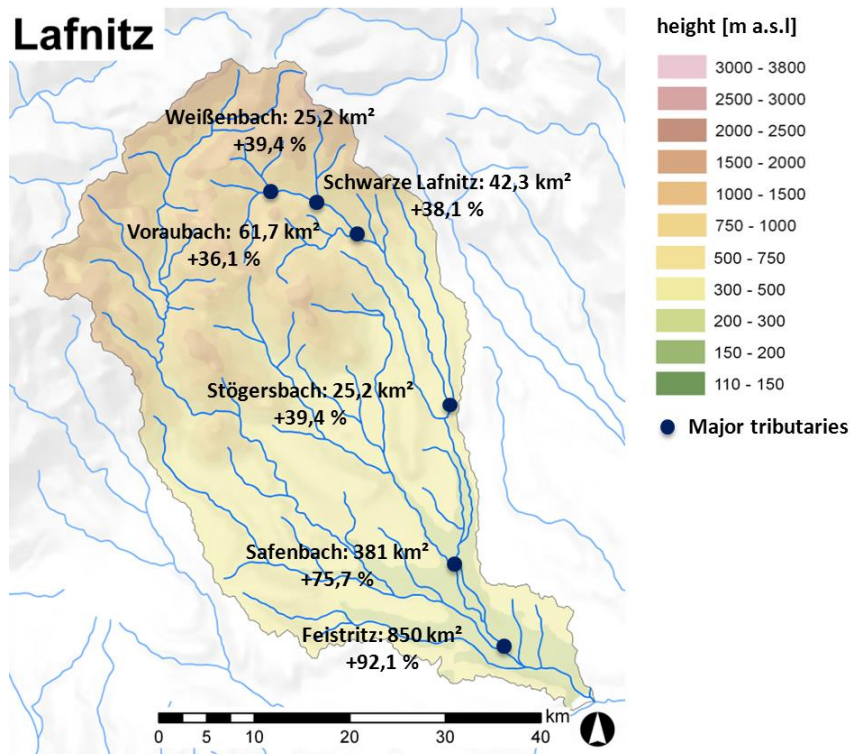 Lafnitz
Weißenbach: 25,2 km²
+39,4 %
Schwarze Lafnitz: 42,3 km²
+38,1 %
Voraubach: 61,7 km²
+36,1 %
Stögersbach: 25,2 km²
+39,4 %
Safenbach: 381 km²
+75,7 %
Feistritz: 850 km²
+92,1 %
km
0 5 10 20 30 40
height [m a.s.l]
3000 - 3800
2500 - 3000
2000 - 2500
1500 - 2000
1000 - 1500
750 - 1000
500 - 750
300 - 500
200 - 300
150 - 200
110 - 150
Major tributaries